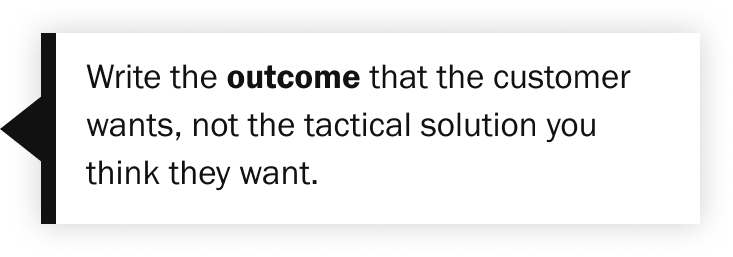 Write the outcome that the customer
wants, not the tactical solution you
think they want.